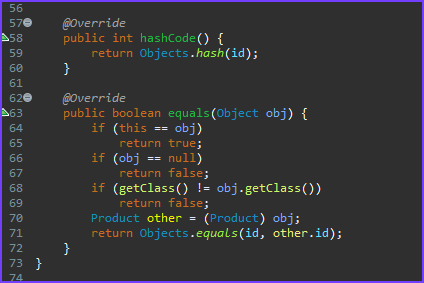 56
57 @Override
58 public int hashCode() {
59 return Objects.hash(id);
60 }
61
62 @Override
63 public boolean equals(Object obj) {
64 if (this == obj)
65 return true;
66 if (obj == null)
67 return false;
68 if (getClass() != obj.getClass())
69 return false;
70 Product other = (Product) obj;
71 return Objects.equals(id, other.id);
72 }
73 }
74